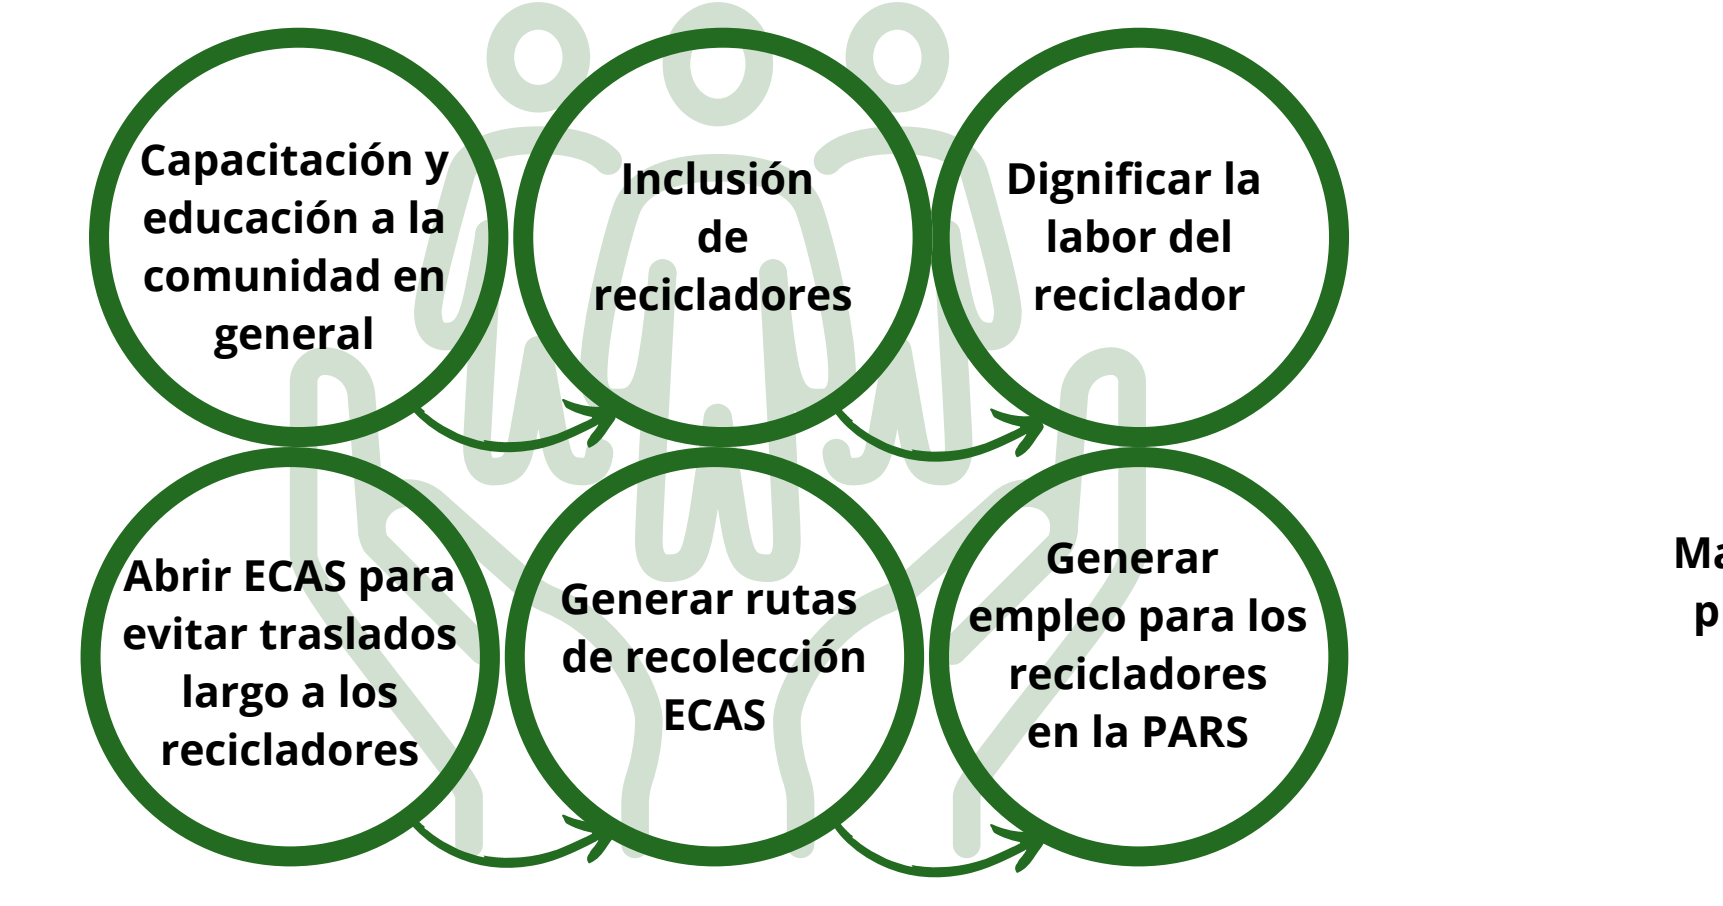 Capacitación y
educación a la
comunidad en
general
Inclusión
de
recicladores
Dignificar la
labor del
reciclador
Abrir ECAS para
evitar traslados
largo a los
recicladores
Generar rutas
de recolección
ECAS
Generar
empleo para los
recicladores
en la PARS